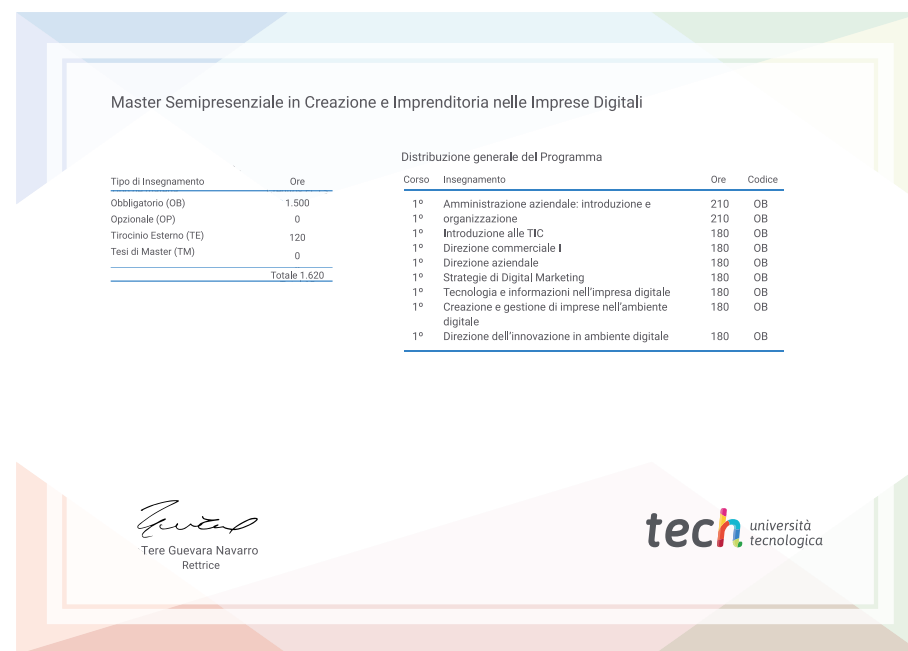 Master Semipresenziale in Creazione e Imprenditoria nelle Imprese Digitali
Tipo di Insegnamento Ore
Obbligatorio (OB) 1.500
Opzionale (OP) 0
Tirocinio Esterno (TE) 120
Tesi di Master (TM) 0
Totale 1.620
Distribuzione generale del Programma
Corso Insegnamento Ore Codice
1º Amministrazione aziendale: introduzione e 210 OB
1º organizzazione 210 OB
1º Introduzione alle TIC 180 OB
1º Direzione commerciale I 180 OB
1º Direzione aziendale 180 OB
1º Strategie di Digital Marketing 180 OB
1º Tecnologia e informazioni nell'impresa digitale 180 OB
1º Creazione e gestione di imprese nell'ambiente 180 OB
digitale
1º Direzione dell'innovazione in ambiente digitale 180 OB
Tere Guevara Navarro
Rettrice
tech università
tecnologica